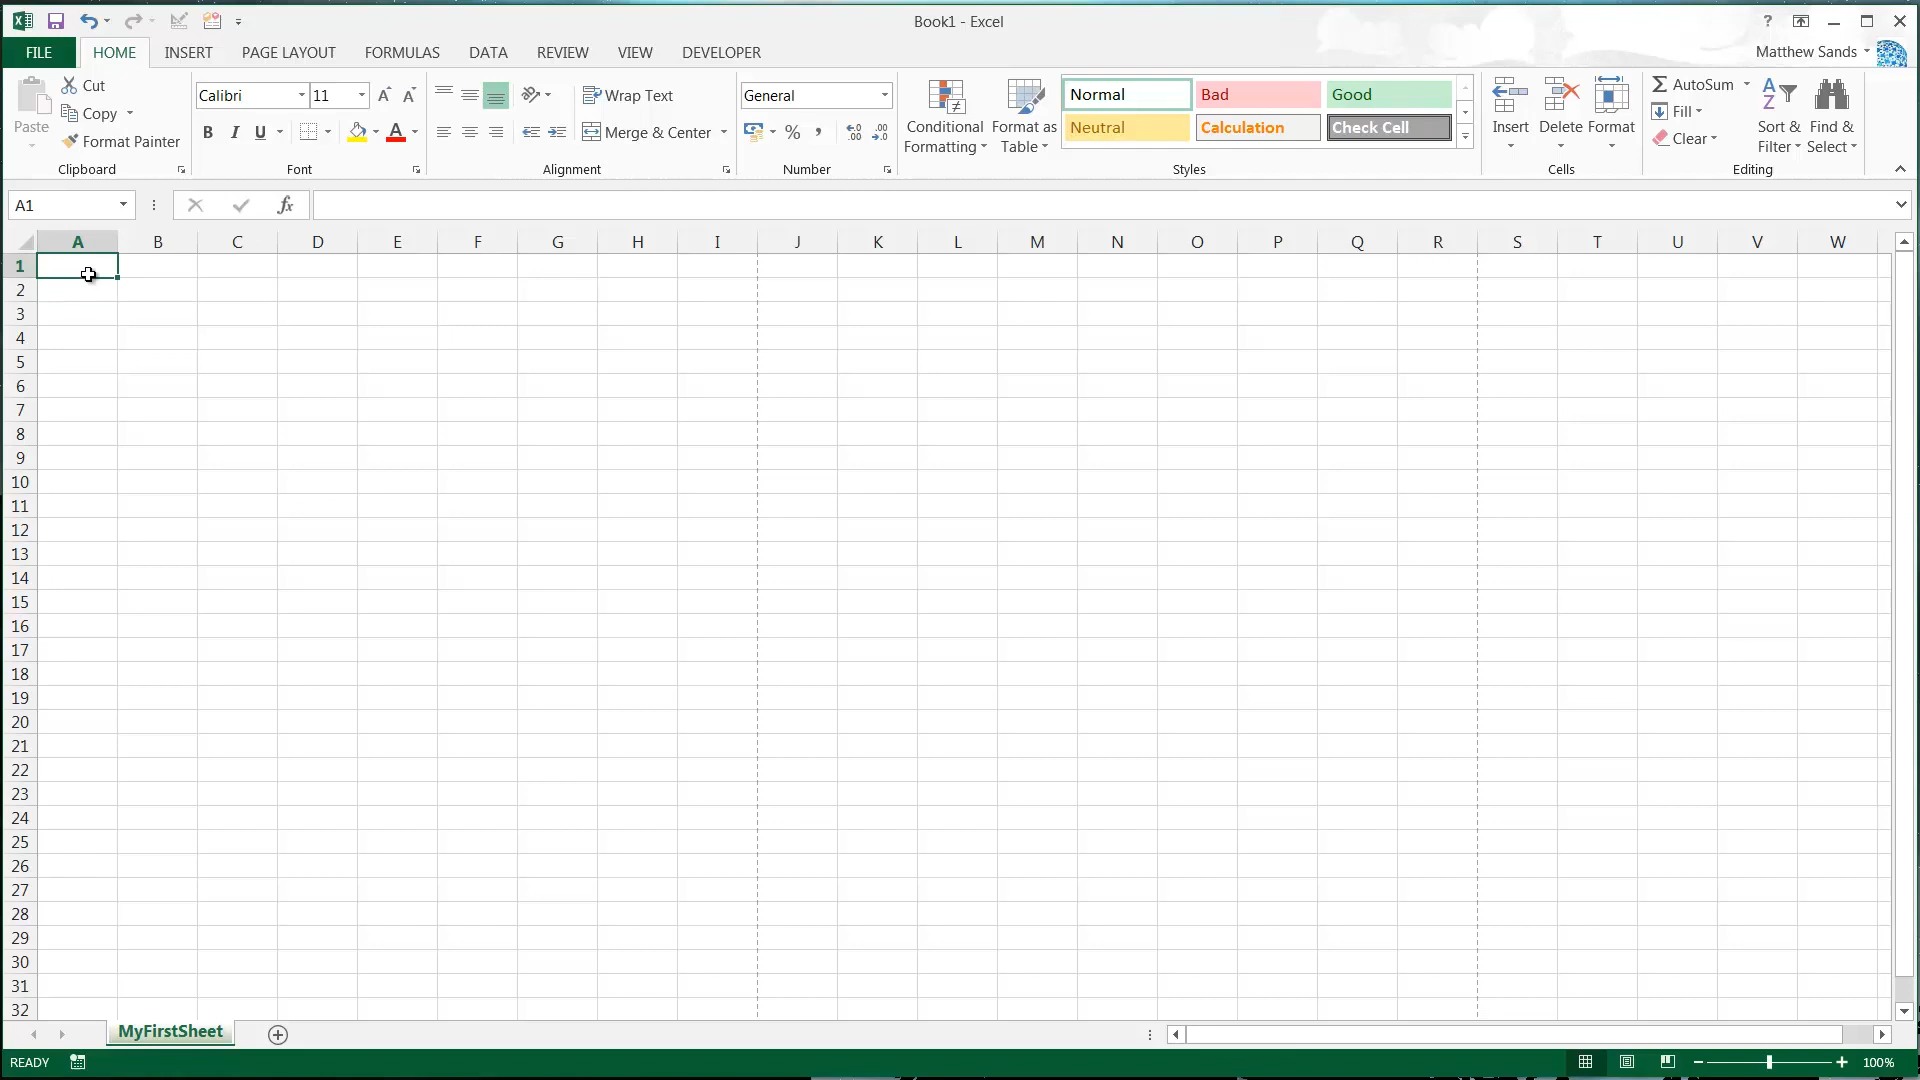 Book1 - Excel
?
FILE HOME INSERT PAGE LAYOUT FORMULAS DATA REVIEW VIEW DEVELOPER Matthew Sands
Cut
Copy
Format Painter
Paste
Clipboard
Calibri 11
B I U A
Font
Wrap Text
Merge & Center
Alignment
General
% ,
Number
Conditional Formatting
Format as Table
Normal Bad Good
Neutral Calculation Check Cell
Styles
Insert Delete Format
Cells
AutoSum
Fill
Clear
Sort & Filter
Find & Select
Editing
A1 fx
A B C D E F G H I J K L M N O P Q R S T U V W
1
2
3
4
5
6
7
8
9
10
11
12
13
14
15
16
17
18
19
20
21
22
23
24
25
26
27
28
29
30
31
32
MyFirstSheet
READY 100%